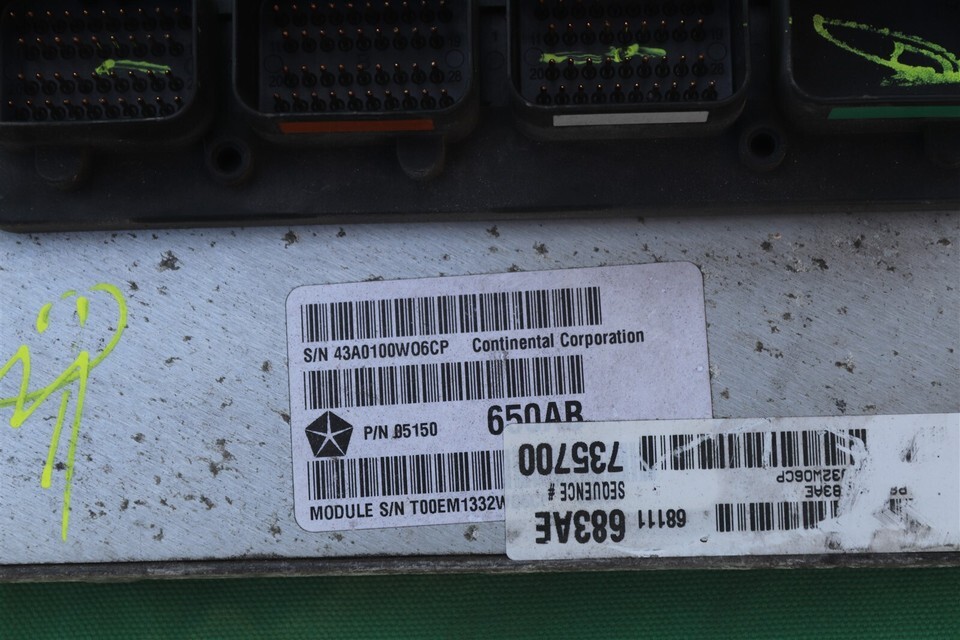 S/N 43A0100W06CP Continental Corporation
P/N 05150 650AB
MODULE S/N T00EM1332W
735700
SEQUENCE #
683AE
68111